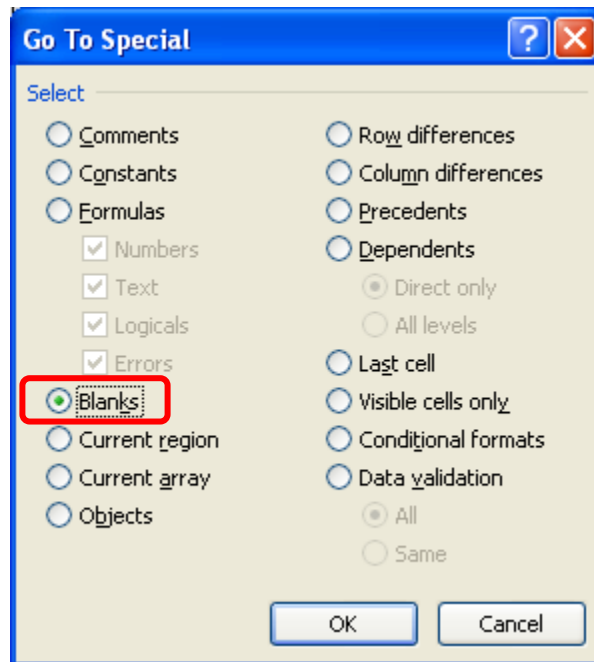 Go To Special
Select
Comments
Constants
Formulas
Numbers
Text
Logicals
Errors
Blanks
Current region
Current array
Objects
Row differences
Column differences
Precedents
Dependents
Direct only
All levels
Last cell
Visible cells only
Conditional formats
Data validation
All
Same
OK
Cancel